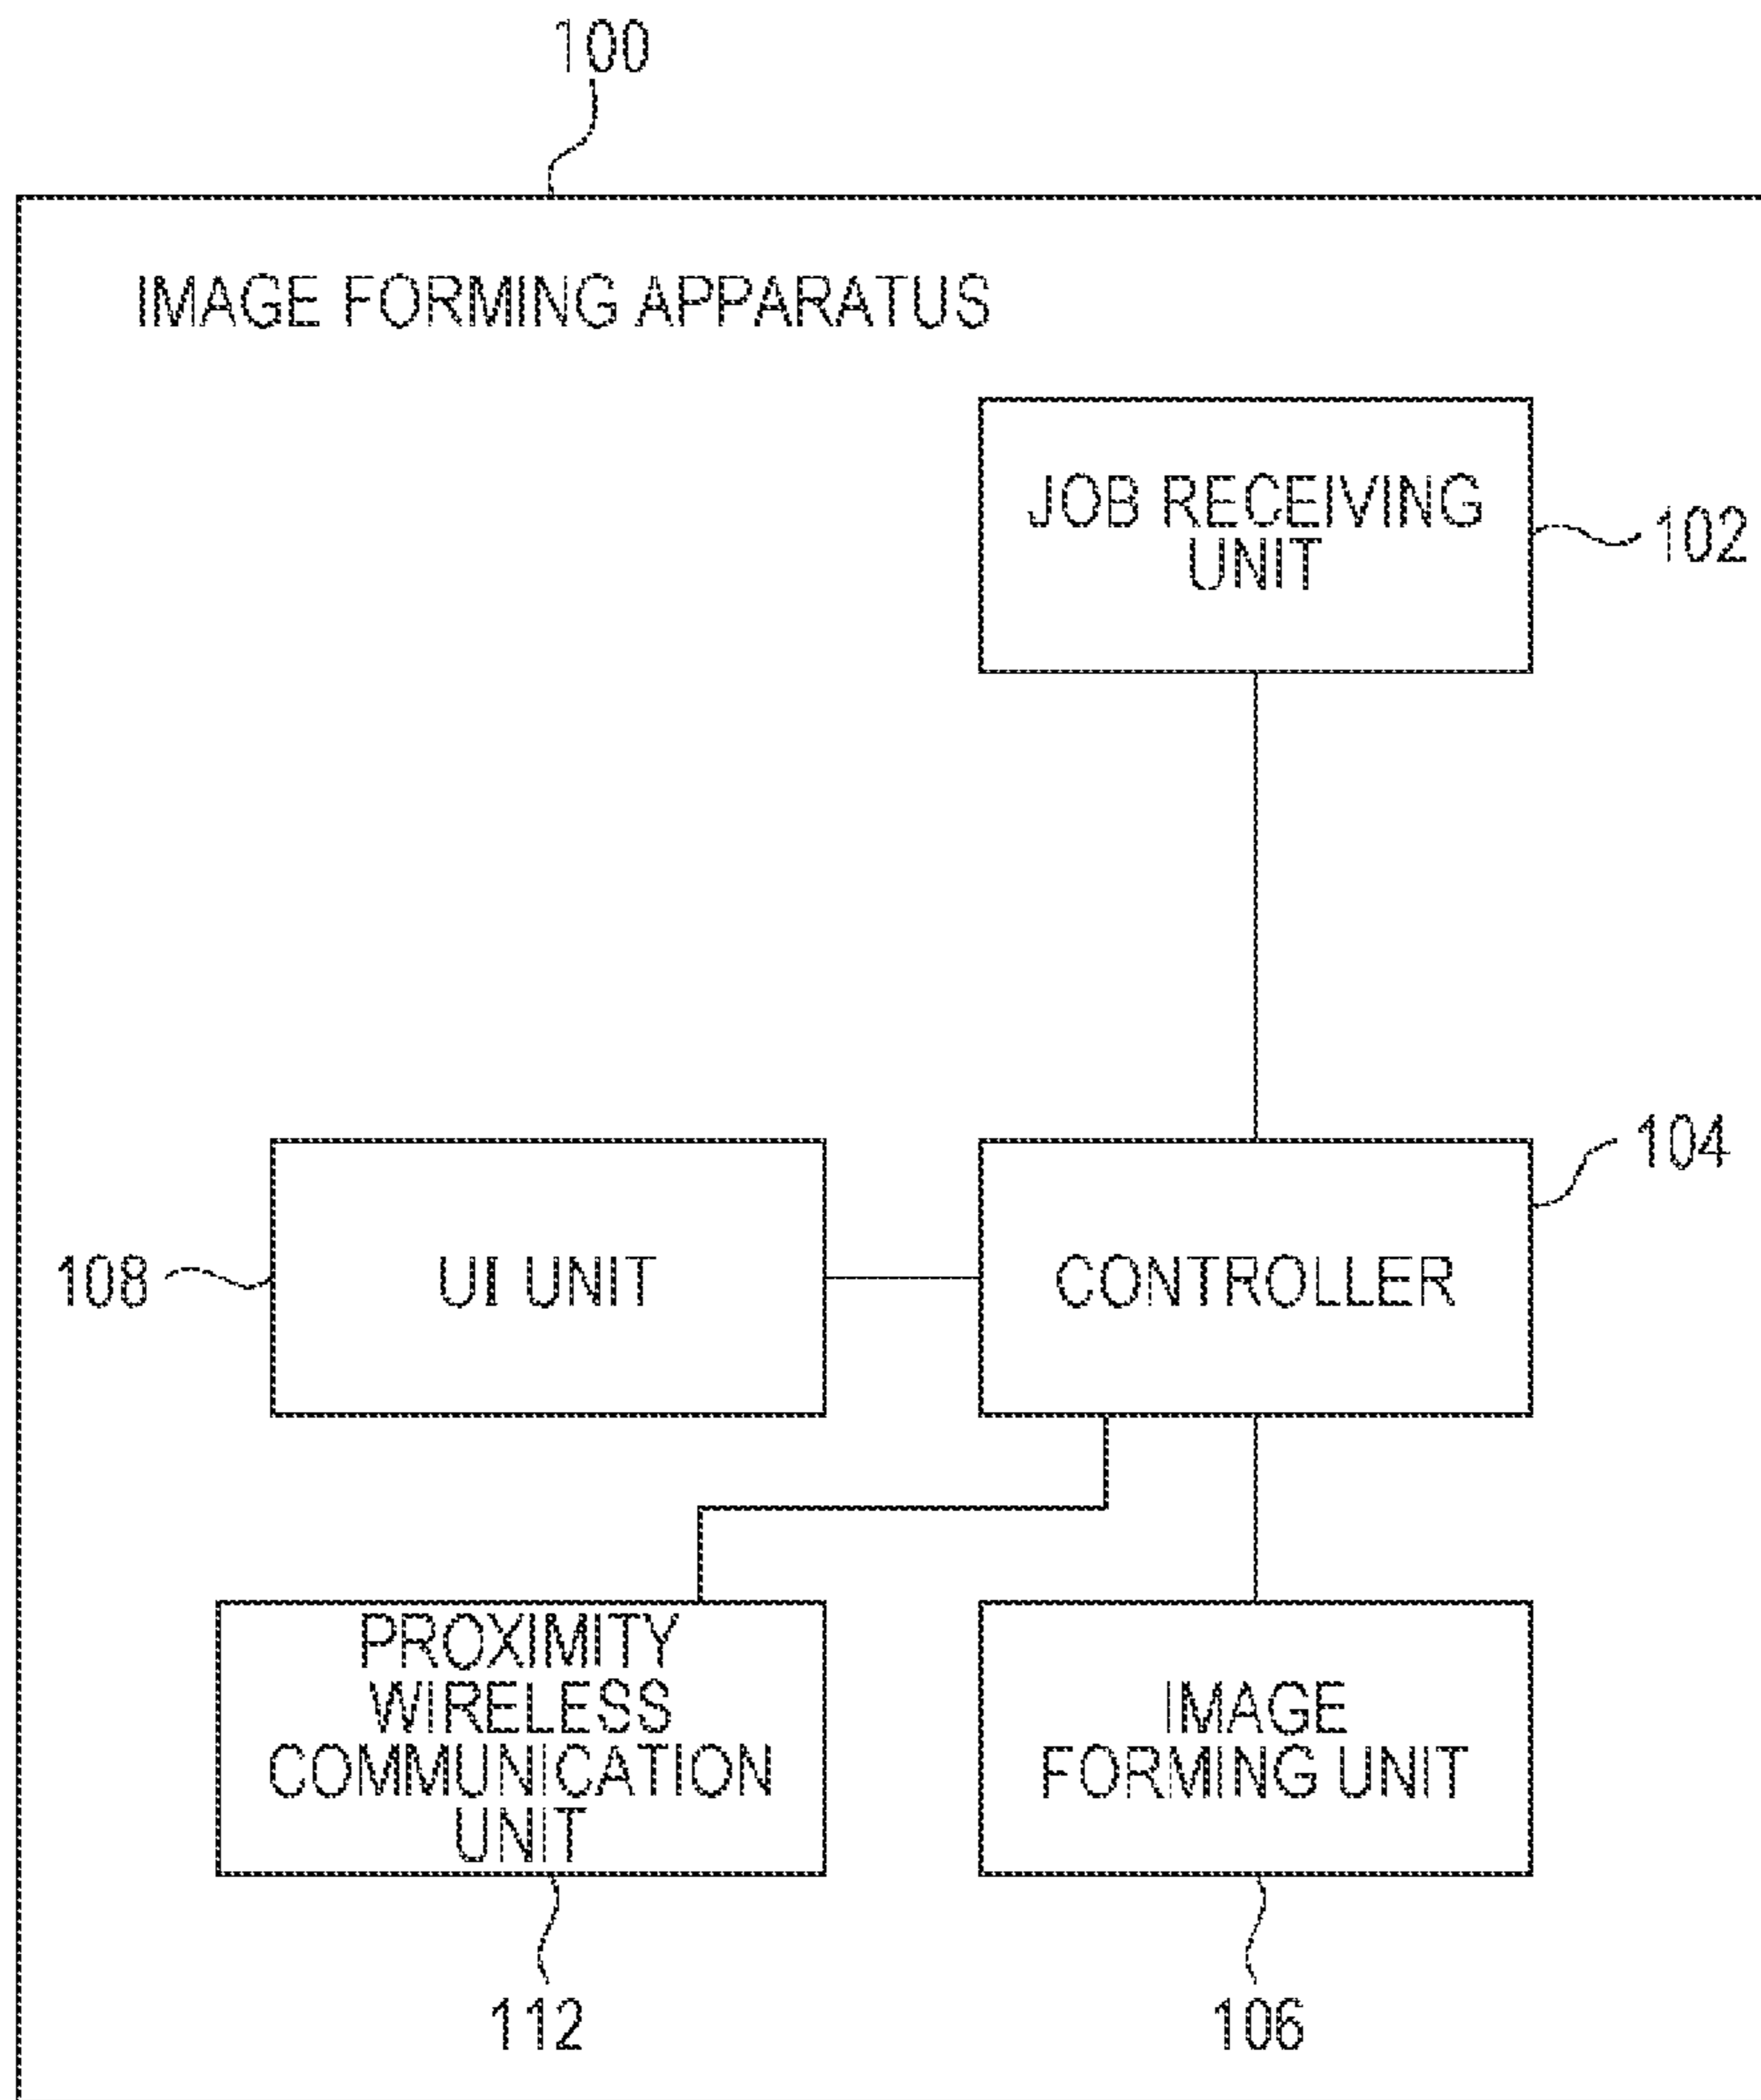 100
IMAGE FORMING APPARATUS
JOB RECEIVING
UNIT
102
104
108
UI UNIT
CONTROLLER
PROXIMITY
WIRELESS
COMMUNICATION
UNIT
IMAGE
FORMING UNIT
112
106